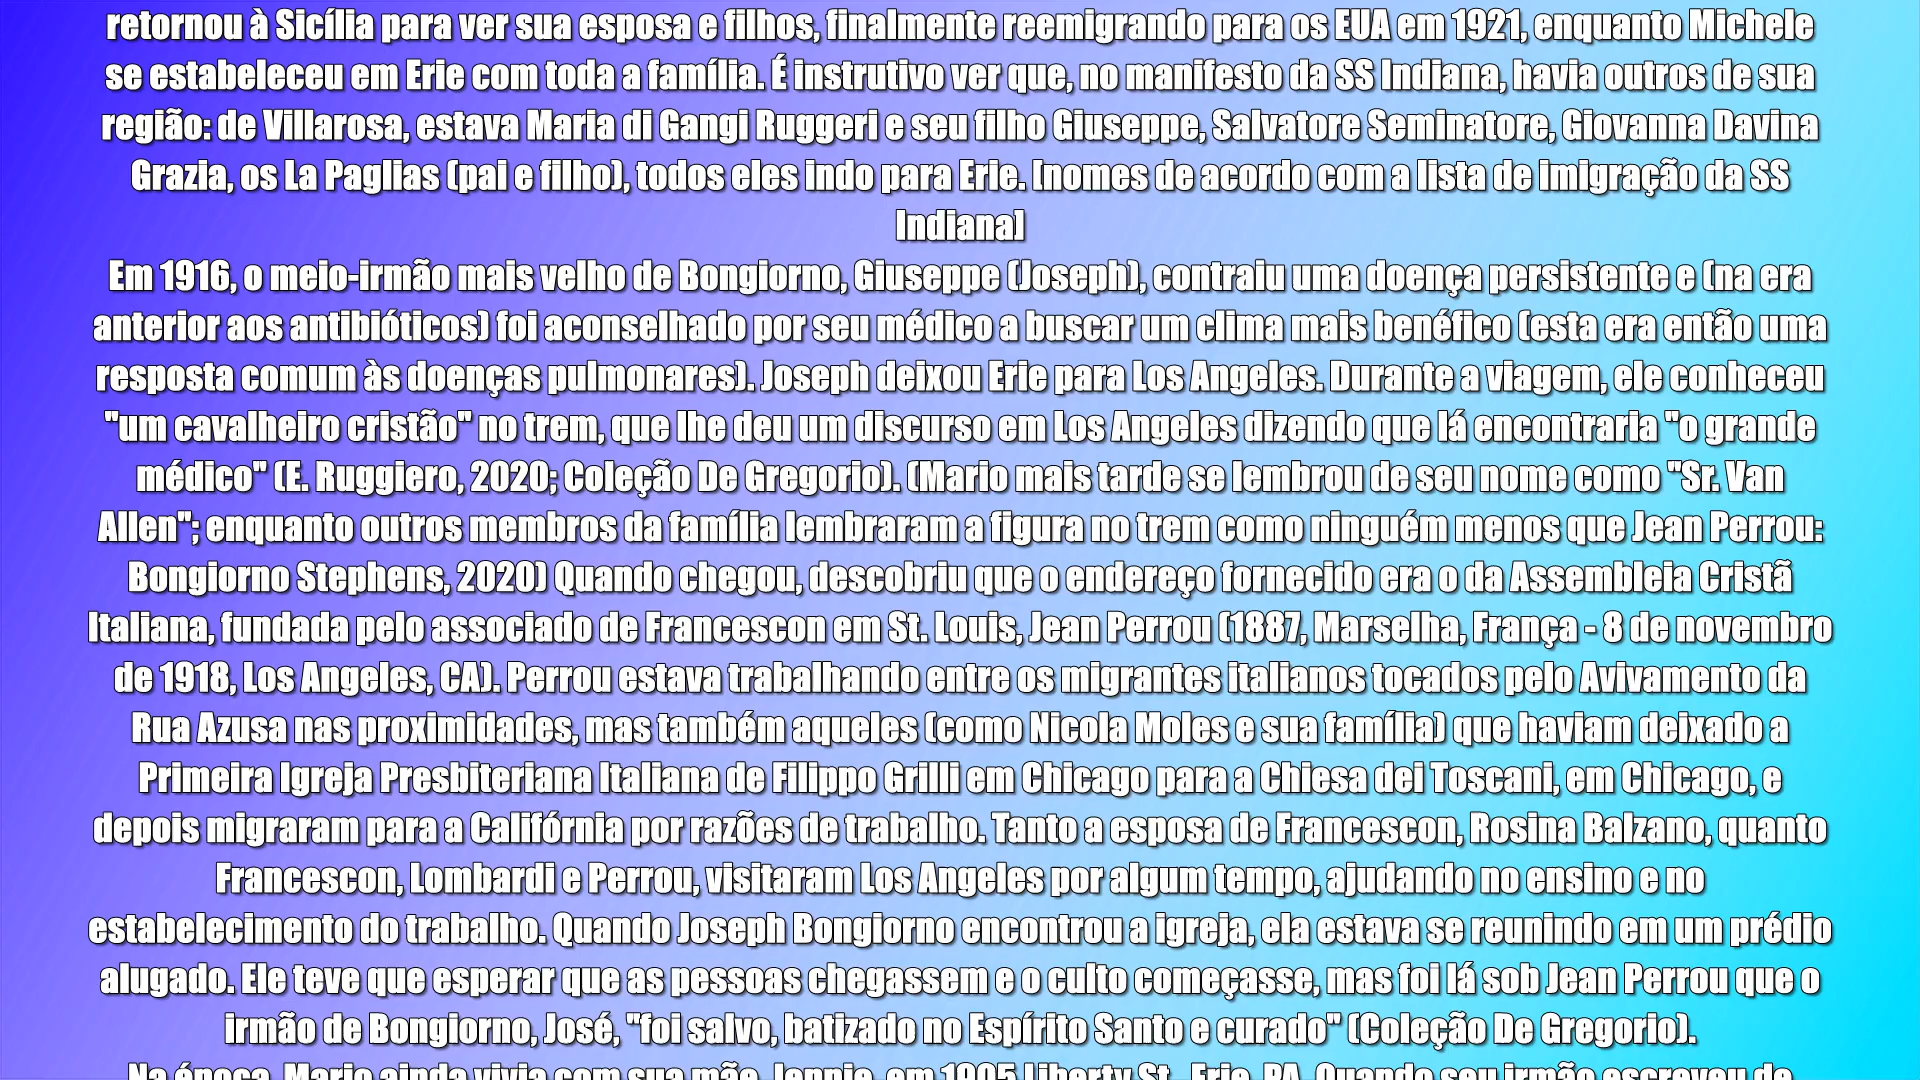 retornou à Sicília para ver sua esposa e filhos, finalmente reemigrando para os EUA em 1921, enquanto Michele
se estabeleceu em Erie com toda a família. É instrutivo ver que, no manifesto da SS Indiana, havia outros de sua
região: de Villarosa, estava Maria di Gangi Ruggeri e seu filho Giuseppe, Salvatore Seminatore, Giovanna Davina
Grazia, os La Paglias (pai e filho), todos eles indo para Erie. [nomes de acordo com a lista de imigração da SS
Indiana]
Em 1916, o meio-irmão mais velho de Bongiorno, Giuseppe (Joseph), contraiu uma doença persistente e (na era
anterior aos antibióticos) foi aconselhado por seu médico a buscar um clima mais benéfico (esta era então uma
resposta comum às doenças pulmonares). Joseph deixou Erie para Los Angeles. Durante a viagem, ele conheceu
"um cavalheiro cristão" no trem, que lhe deu um discurso em Los Angeles dizendo que lá encontraria "o grande
médico" (E. Ruggiero, 2020; Coleção De Gregorio). (Mario mais tarde se lembrou de seu nome como "Sr. Van
Allen"; enquanto outros membros da família lembraram a figura no trem como ninguém menos que Jean Perrou:
Bongiorno Stephens, 2020) Quando chegou, descobriu que o endereço fornecido era o da Assembleia Cristã
Italiana, fundada pelo associado de Francescon em St. Louis, Jean Perrou (1887, Marselha, França - 8 de novembro
de 1918, Los Angeles, CA). Perrou estava trabalhando entre os migrantes italianos tocados pelo Avivamento da
Rua Azusa nas proximidades, mas também aqueles (como Nicola Moles e sua família) que haviam deixado a
Primeira Igreja Presbiteriana Italiana de Filippo Grilli em Chicago para a Chiesa dei Toscani, em Chicago, e
depois migraram para a Califórnia por razões de trabalho. Tanto a esposa de Francescon, Rosina Balzano, quanto
Francescon, Lombardi e Perrou, visitaram Los Angeles por algum tempo, ajudando no ensino e no
estabelecimento do trabalho. Quando Joseph Bongiorno encontrou a igreja, ela estava se reunindo em um prédio
alugado. Ele teve que esperar que as pessoas chegassem e o culto começasse, mas foi lá sob Jean Perrou que o
irmão de Bongiorno, José, "foi salvo, batizado no Espírito Santo e curado" (Coleção De Gregorio).
Na época, Mario ainda vivia com sua mãe, Jennie, em 1905 Liberty St., Erie, PA. Quando seu irmão escreveu de